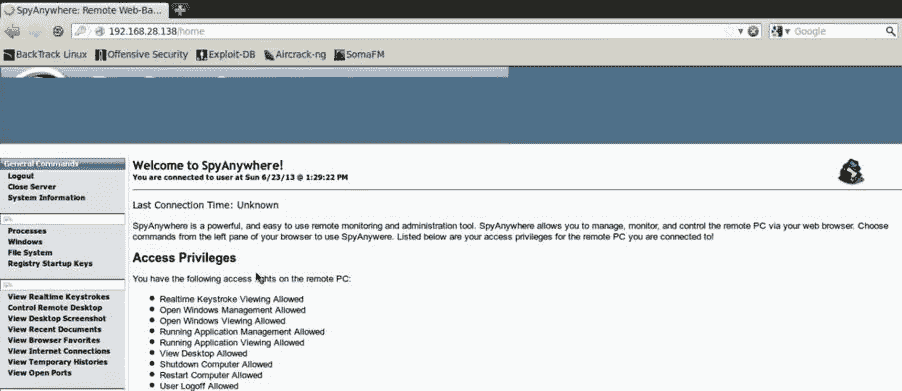 SpyAnywhere: Remote Web-Ba...
192.168.28.138/home
Google
BackTrack Linux Offensive Security Exploit-DB Aircrack-ng SomaFM
General Commands
Logout
Close Server
System Information
Processes
Windows
File System
Registry Startup Keys
View Realtime Keystrokes
Control Remote Desktop
View Desktop Screenshot
View Recent Documents
View Browser Favorites
View Internet Connections
View Temporary Histories
View Open Ports
Welcome to SpyAnywhere!
You are connected to user at Sun 6/23/13 @ 1:29:22 PM
Last Connection Time: Unknown
SpyAnywhere is a powerful, and easy to use remote monitoring and administration tool. SpyAnywhere allows you to manage, monitor, and control the remote PC via your web browser. Choose
commands from the left pane of your browser to use SpyAnywere. Listed below are your access privileges for the remote PC you are connected to!
Access Privileges
You have the following access rights on the remote PC:
Realtime Keystroke Viewing Allowed
Open Windows Management Allowed
Open Windows Viewing Allowed
Running Application Management Allowed
Running Application Viewing Allowed
View Desktop Allowed
Shutdown Computer Allowed
Restart Computer Allowed
User Logoff Allowed